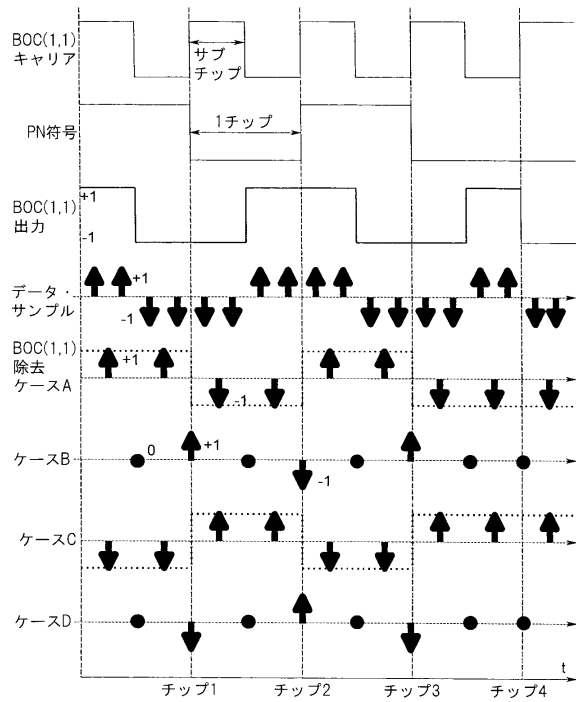 BOC(1,1)
キャリア
サブ
チップ
PN符号
1チップ
BOC(1,1)
出力
+1
-1
データ・
サンプル
+1
-1
BOC(1,1)
除去
ケースA
+1
-1
ケースB
0
+1
-1
ケースC
ケースD
t
チップ1
チップ2
チップ3
チップ4